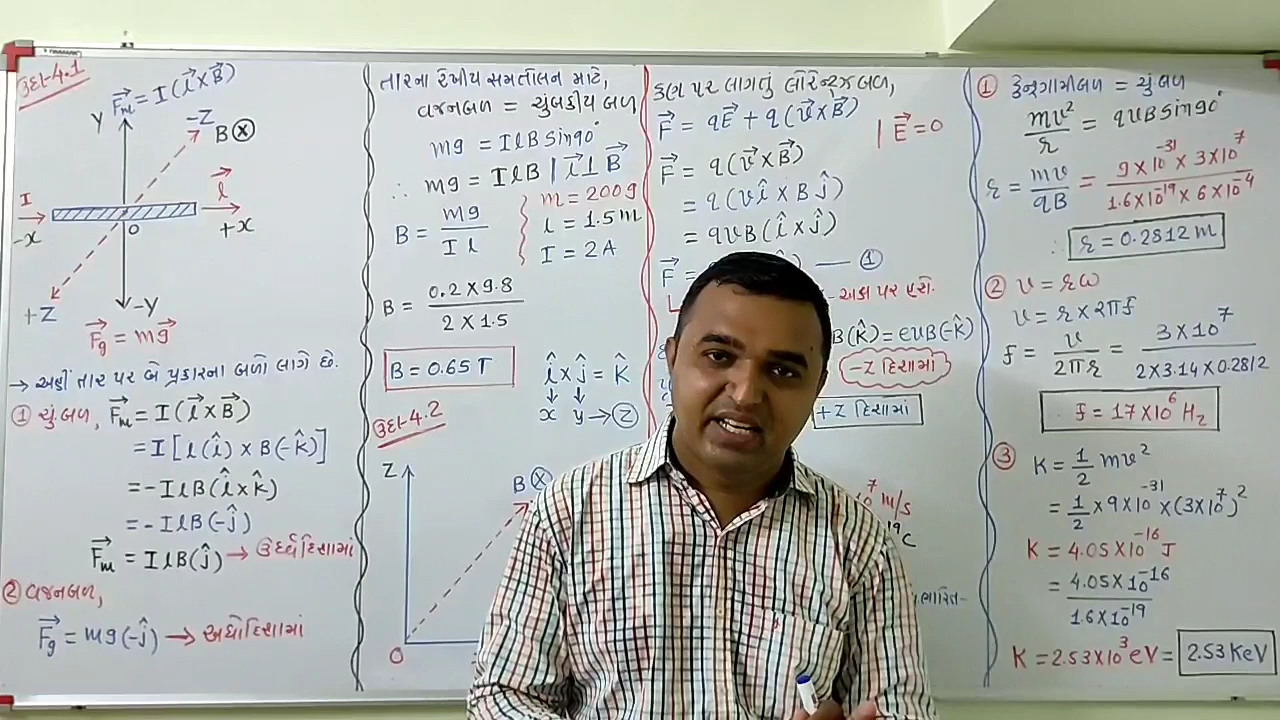 ઉદા-4.1
F⃗m = I(l⃗ × B⃗)
Y
-Z
B ⊗
I
l⃗
-x
O
+x
+Z
-Y
F⃗g = mg⃗
→ અહીં તાર પર બે પ્રકારના બળો લાગે છે.
① ચું.બળ, F⃗m = I(l⃗ × B⃗)
= I[l(î) × B(-k̂)]
= -IlB(î × k̂)
= -IlB(-ĵ)
F⃗m = IlB(ĵ) → ઉર્ધ્વદિશામાં
② વજનબળ,
F⃗g = mg(-ĵ) → અધોદિશામાં
તારના રેખીય સમતોલન માટે,
વજનબળ = ચુંબકીય બળ
mg = IlB sin90°
∴ mg = IlB | l⃗ ⊥ B⃗
B = mg / I l
m = 200g
l = 1.5m
I = 2A
B = 0.2 × 9.8 / 2 × 1.5
B = 0.65 T
î × ĵ = k̂
↓ ↓
x y → Ⓩ
ઉદા-4.2
Z
B ⊗
O
કણ પર લાગતું લોરેન્ટ્ઝબળ,
F⃗ = qE⃗ + q(v⃗ × B⃗)
| E⃗ = 0
F⃗ = q(v⃗ × B⃗)
= q(vî × Bĵ)
= qvB(î × ĵ)
F⃗ = — ①
પર
B(k̂) = evB(-k̂)
-Z દિશામાં
+Z દિશામાં
7 m/s
C
① કેન્દ્રગામીબળ = ચું.બળ
mv² / r = qvB sin90°
r = mv / qB = 9 × 10⁻³¹ × 3 × 10⁷ / 1.6 × 10⁻¹⁹ × 6 × 10⁻⁴
∴ r = 0.2812 m
② v = rω
v = r × 2πf
f = v / 2πr = 3 × 10⁷ / 2 × 3.14 × 0.2812
∴ f = 17 × 10⁶ Hz
③ K = 1/2 mv²
= 1/2 × 9 × 10⁻³¹ × (3 × 10⁷)²
K = 4.05 × 10⁻¹⁶ J
= 4.05 × 10⁻¹⁶ / 1.6 × 10⁻¹⁹
K = 2.53 × 10³ eV = 2.53 KeV